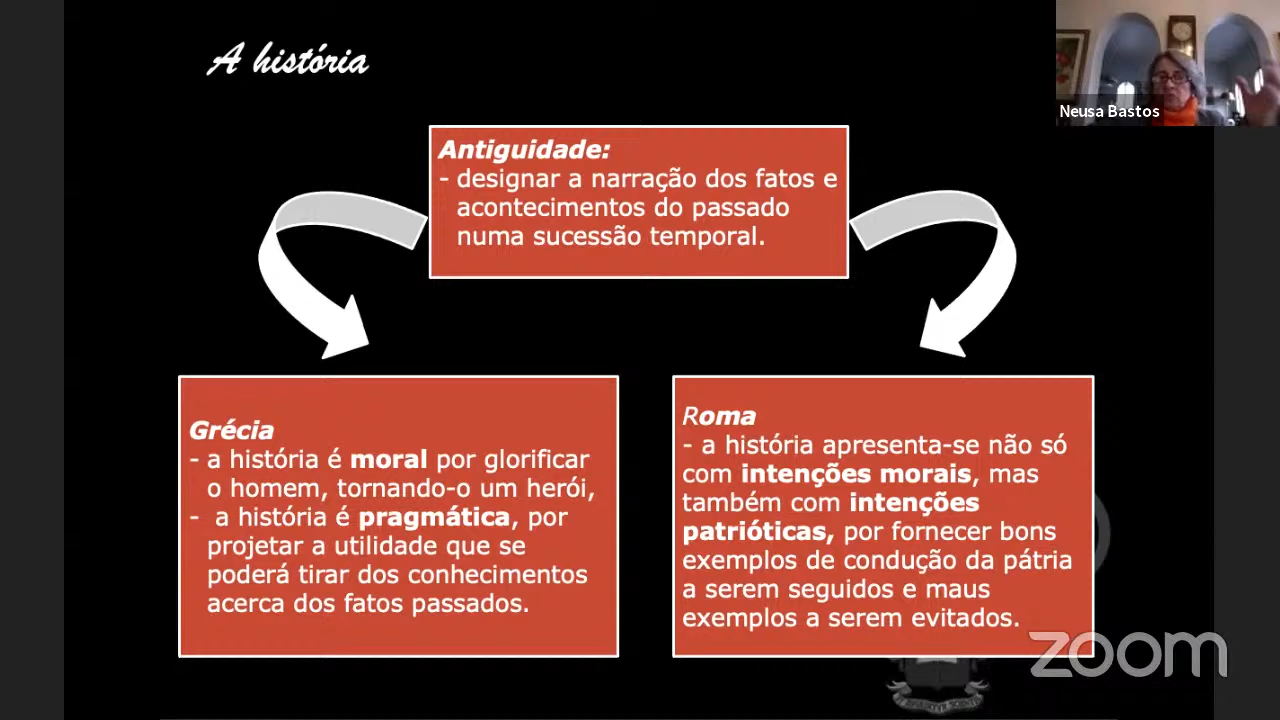 A história
Neusa Bastos
Antiguidade:
- designar a narração dos fatos e
acontecimentos do passado
numa sucessão temporal.
Grécia
- a história é moral por glorificar
o homem, tornando-o um herói,
- a história é pragmática, por
projetar a utilidade que se
poderá tirar dos conhecimentos
acerca dos fatos passados.
Roma
- a história apresenta-se não só
com intenções morais, mas
também com intenções
patrióticas, por fornecer bons
exemplos de condução da pátria
a serem seguidos e maus
exemplos a serem evitados.
zoom